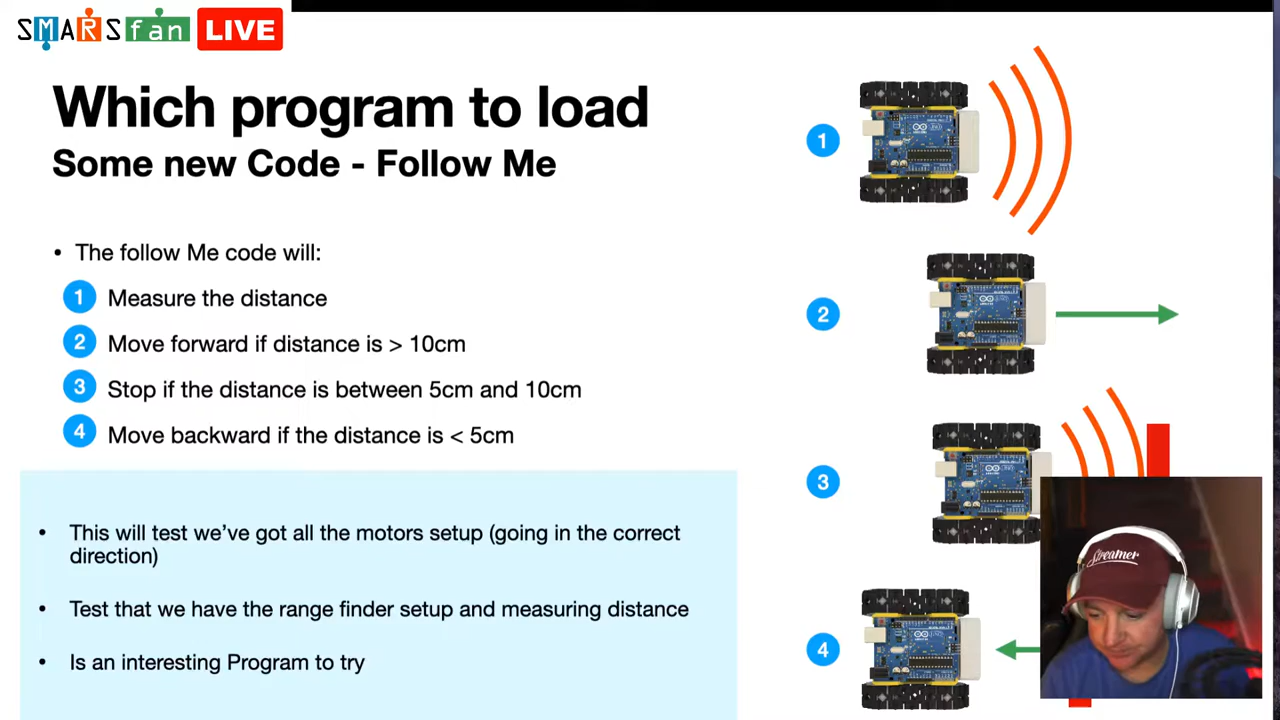 SMARSfan LIVE
Which program to load
Some new Code - Follow Me
• The follow Me code will:
1 Measure the distance
2 Move forward if distance is > 10cm
3 Stop if the distance is between 5cm and 10cm
4 Move backward if the distance is < 5cm
• This will test we’ve got all the motors setup (going in the correct
direction)
• Test that we have the range finder setup and measuring distance
• Is an interesting Program to try
1
2
3
4
Streamer